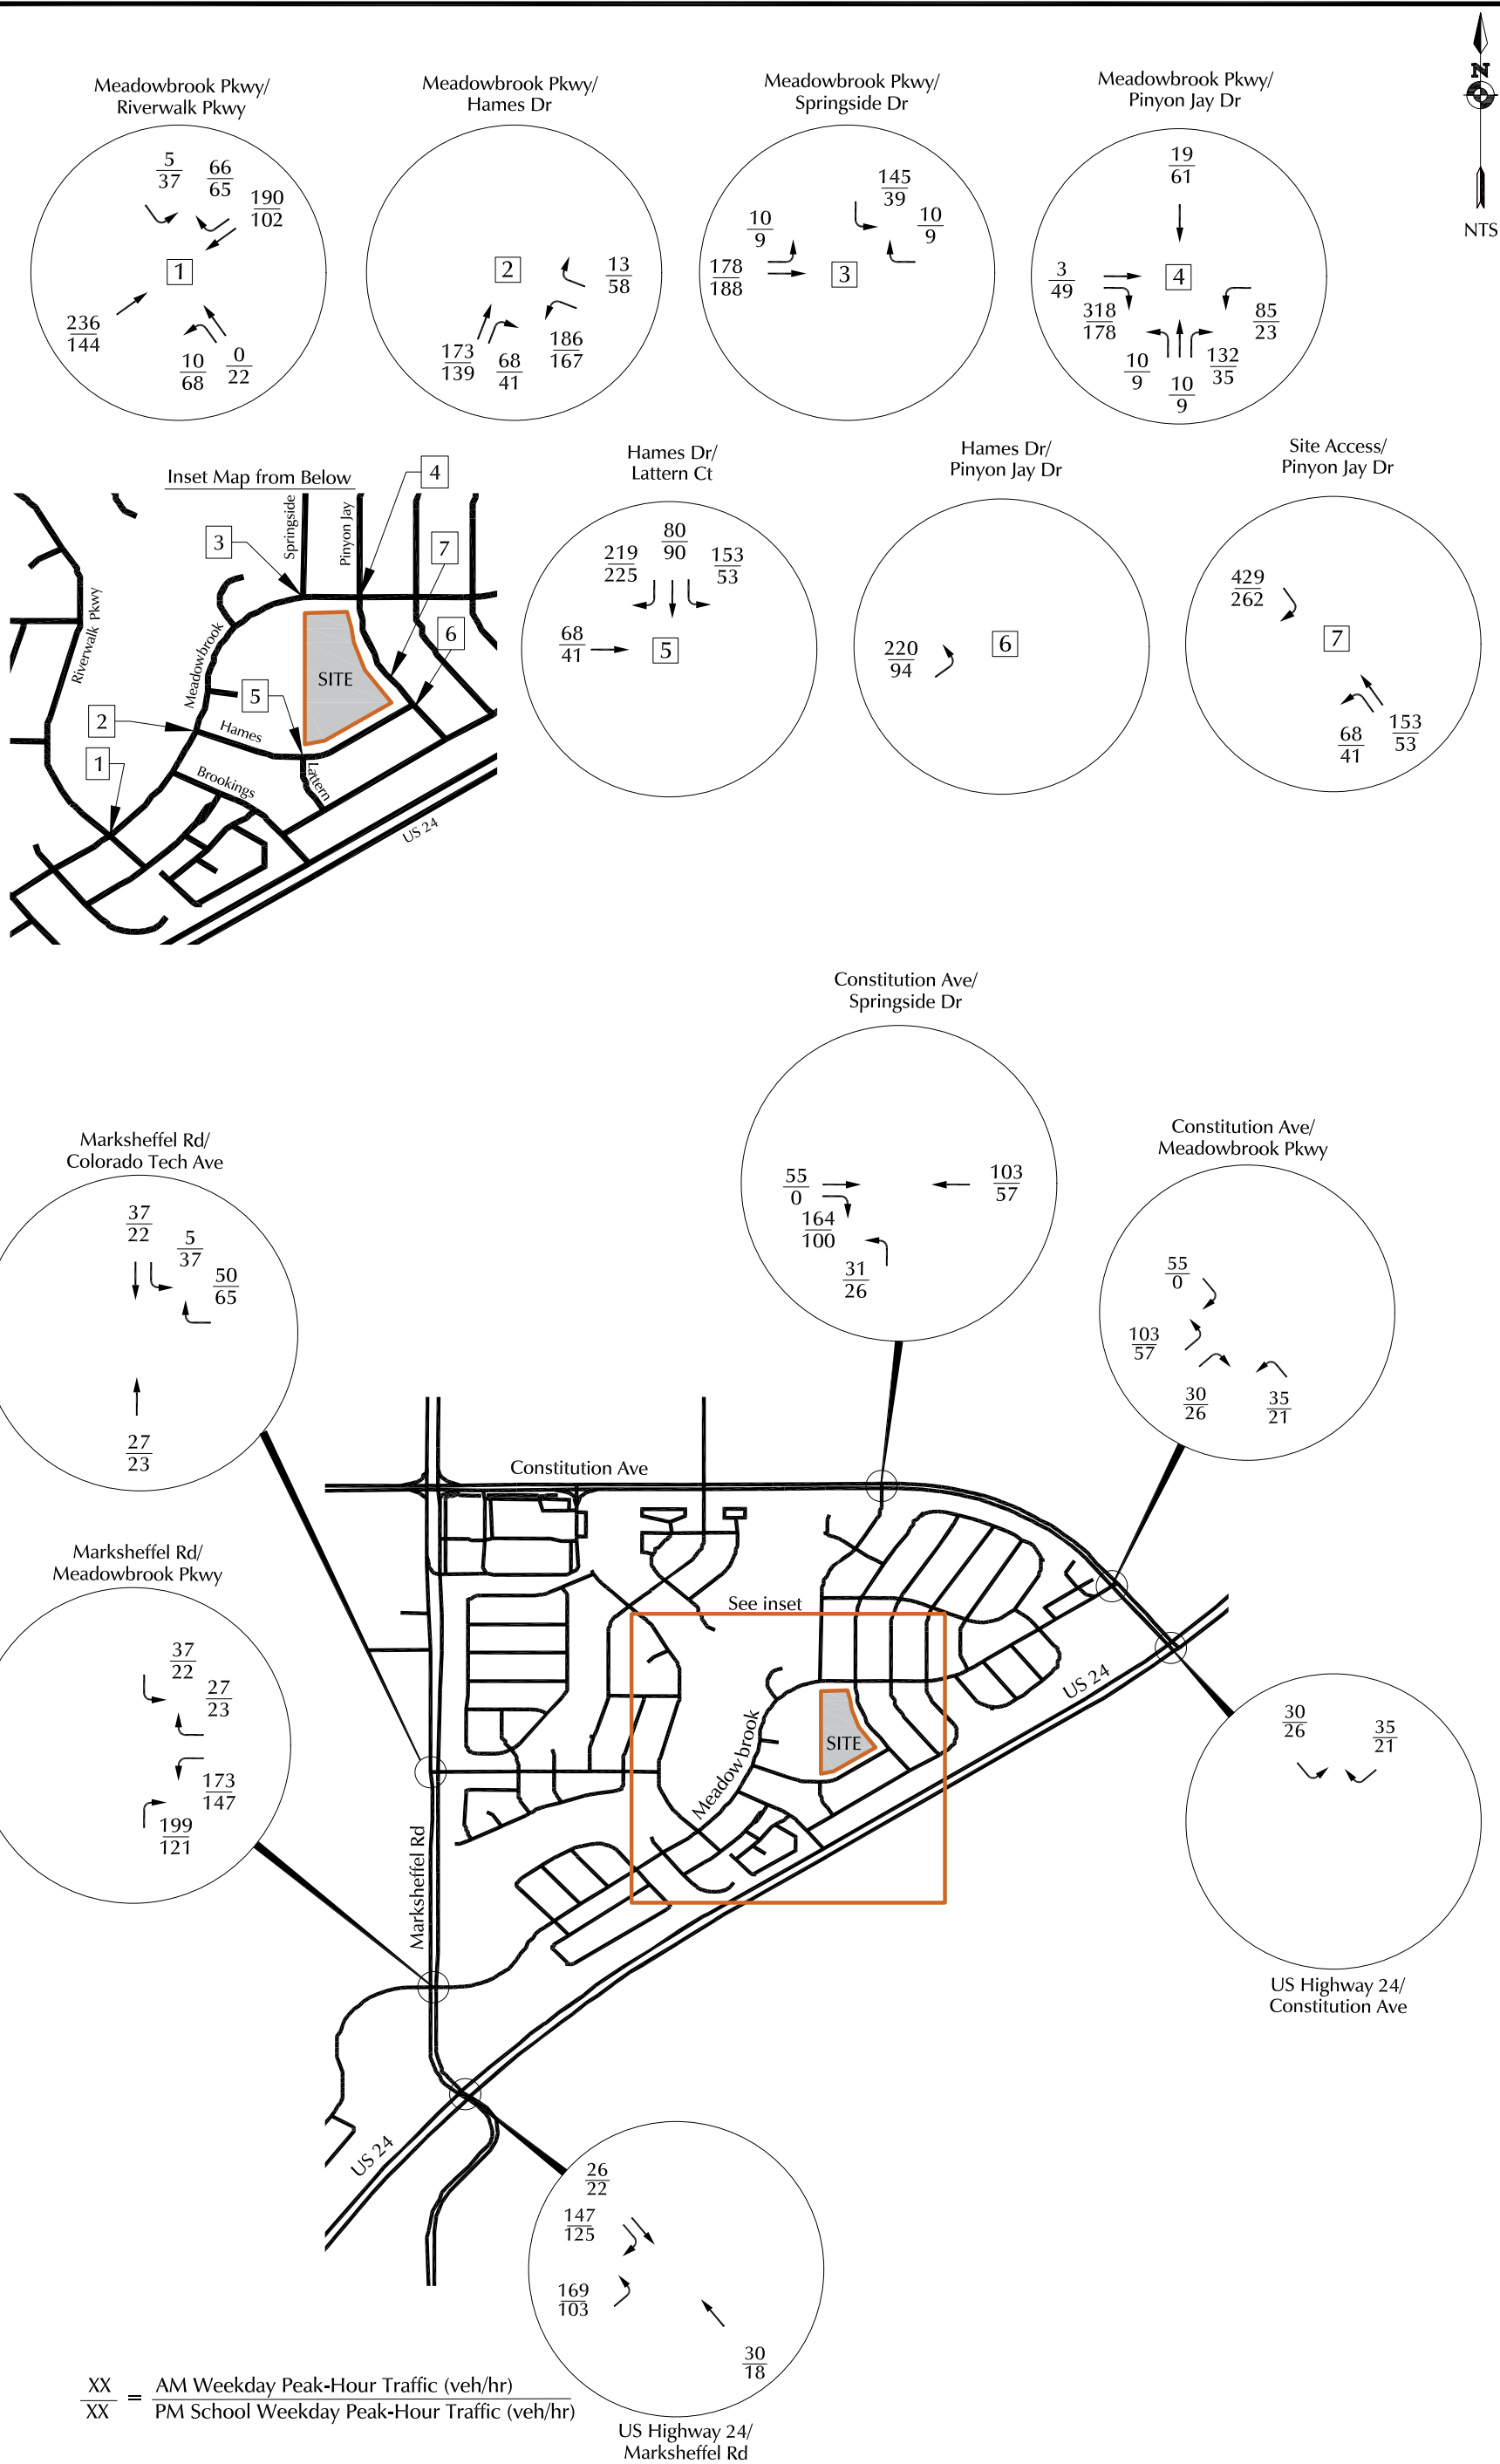 N
NTS
Meadowbrook Pkwy/
Riverwalk Pkwy
5
37
66
65
190
102
1
236
144
10
68
0
22
Meadowbrook Pkwy/
Hames Dr
2
13
58
173
139
68
41
186
167
Meadowbrook Pkwy/
Springside Dr
145
39
10
9
10
9
178
188
3
Meadowbrook Pkwy/
Pinyon Jay Dr
19
61
3
49
4
318
178
85
23
10
9
10
9
132
35
Inset Map from Below
Springside
Pinyon Jay
4
3
7
6
Riverwalk Pkwy
Meadowbrook
SITE
5
2
Hames
1
Brookings
Lattern
US 24
Hames Dr/
Lattern Ct
219
225
80
90
153
53
68
41
5
Hames Dr/
Pinyon Jay Dr
220
94
6
Site Access/
Pinyon Jay Dr
429
262
7
68
41
153
53
Constitution Ave/
Springside Dr
55
0
103
57
164
100
31
26
Marksheffel Rd/
Colorado Tech Ave
37
22
5
37
50
65
27
23
Constitution Ave/
Meadowbrook Pkwy
55
0
103
57
30
26
35
21
Marksheffel Rd/
Meadowbrook Pkwy
37
22
27
23
173
147
199
121
Constitution Ave
See inset
US 24
SITE
Meadowbrook
Marksheffel Rd
US 24
30
26
35
21
US Highway 24/
Constitution Ave
26
22
147
125
169
103
30
18
US Highway 24/
Marksheffel Rd
XX = AM Weekday Peak-Hour Traffic (veh/hr)
XX PM School Weekday Peak-Hour Traffic (veh/hr)